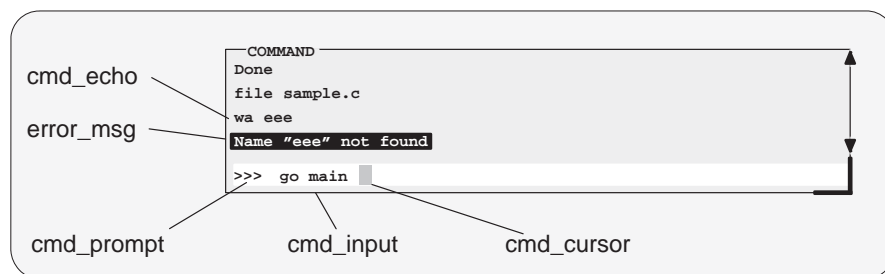 COMMAND
Done
cmd_echo
file sample.c
wa eee
error_msg
Name ”eee” not found
>>> go main
cmd_prompt cmd_input cmd_cursor